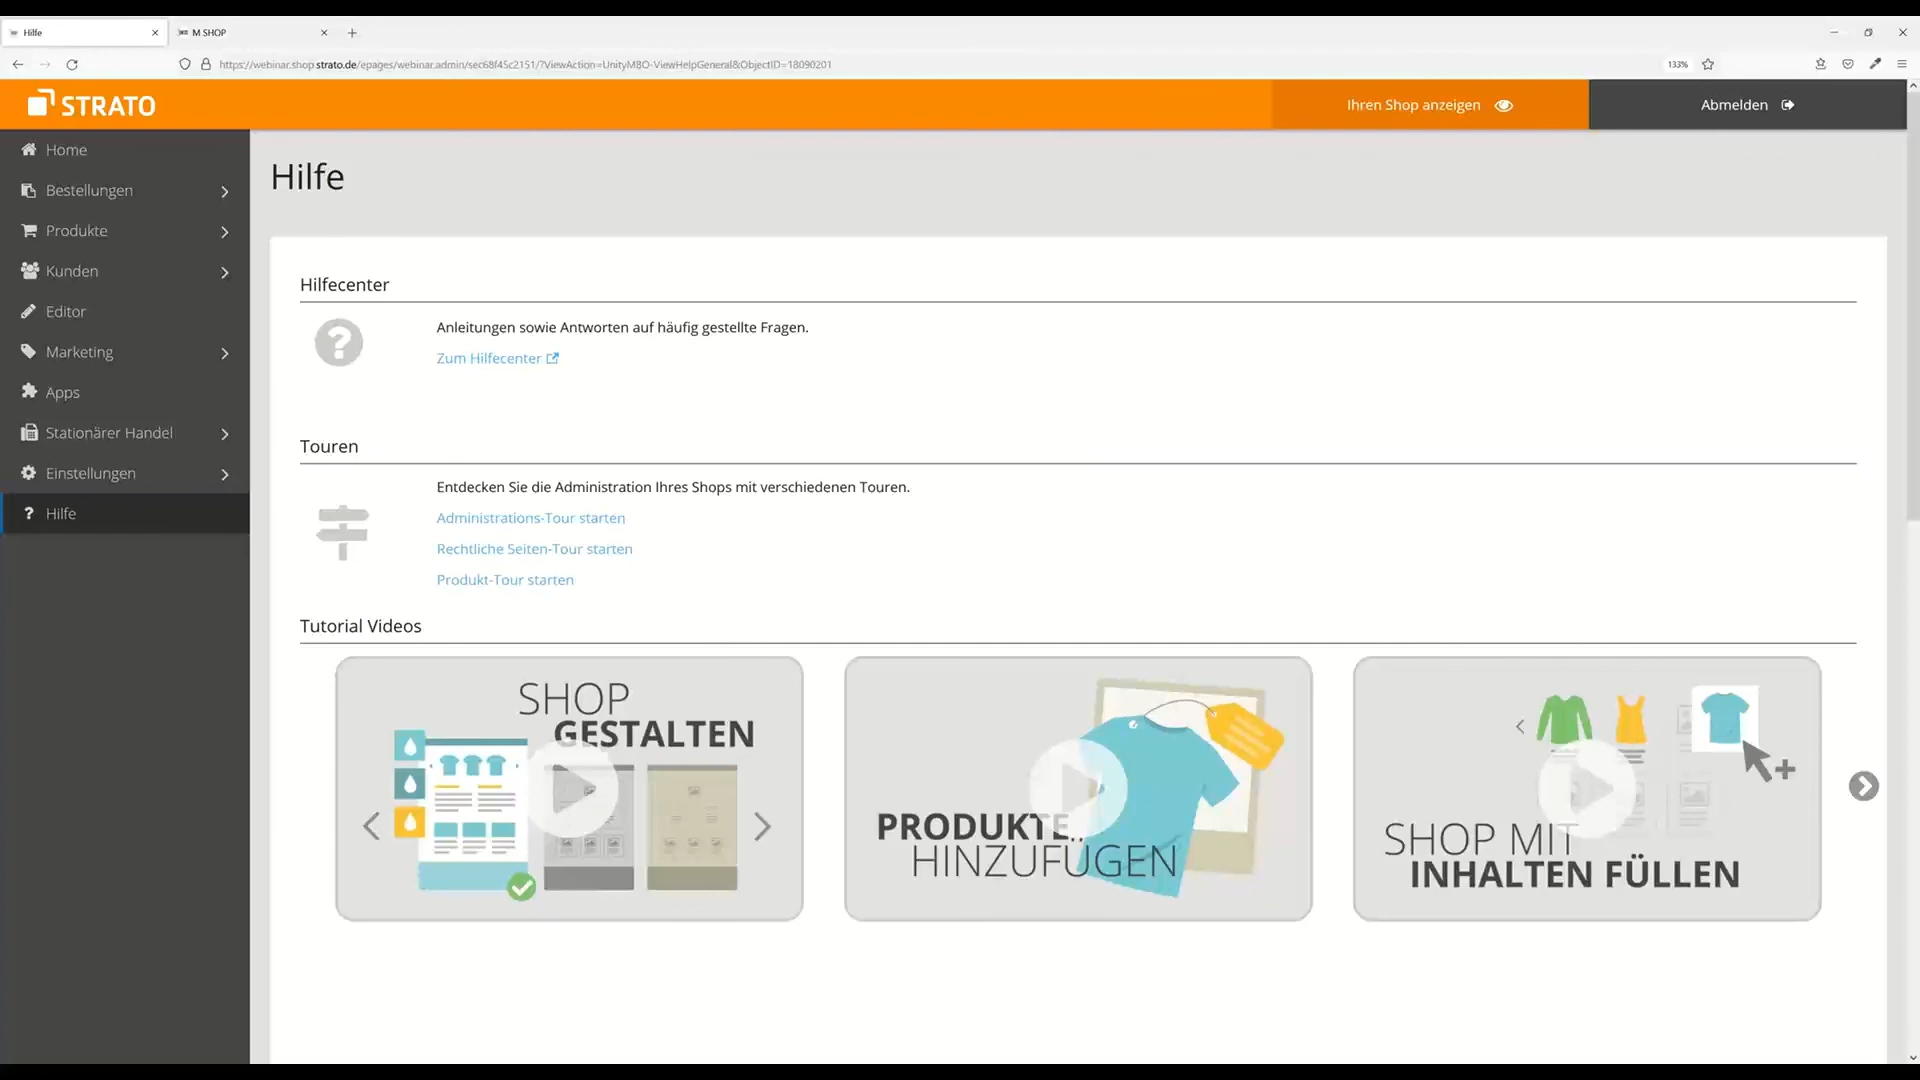 Hilfe
M SHOP
https://webinar.shop.strato.de/epages/webinar.admin/sec68f45c2151/?ViewAction=UnityMBO-ViewHelpGeneral&ObjectID=18090201
133%
STRATO
Ihren Shop anzeigen
Abmelden
Home
Bestellungen
Produkte
Kunden
Editor
Marketing
Apps
Stationärer Handel
Einstellungen
Hilfe
Hilfe
Hilfecenter
Anleitungen sowie Antworten auf häufig gestellte Fragen.
Zum Hilfecenter
Touren
Entdecken Sie die Administration Ihres Shops mit verschiedenen Touren.
Administrations-Tour starten
Rechtliche Seiten-Tour starten
Produkt-Tour starten
Tutorial Videos
SHOP
GESTALTEN
PRODUKTE
HINZUFÜGEN
SHOP MIT
INHALTEN FÜLLEN